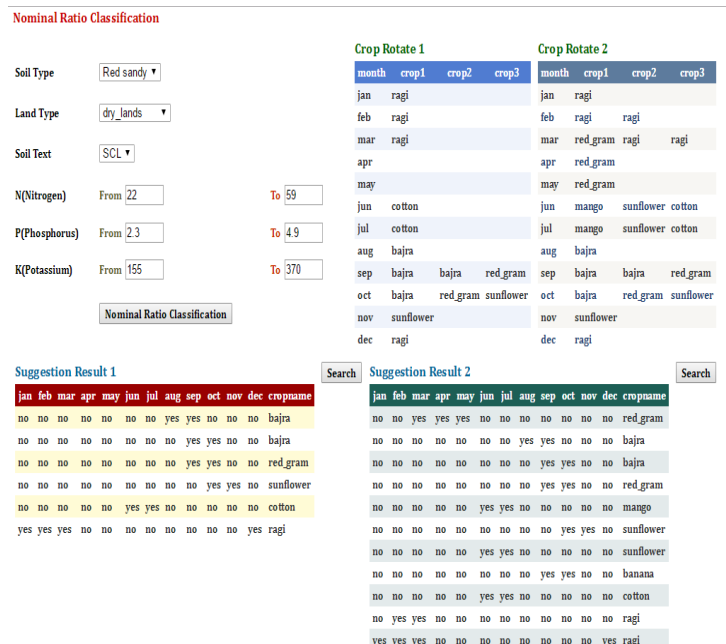 Nominal Ratio Classification
Soil Type Red sandy
Land Type dry_lands
Soil Text SCL
N(Nitrogen) From 22 To 59
P(Phosphorus) From 2.3 To 4.9
K(Potassium) From 155 To 370
Nominal Ratio Classification
Crop Rotate 1
month crop1 crop2 crop3
jan ragi
feb ragi
mar ragi
apr
may
jun cotton
jul cotton
aug bajra
sep bajra bajra red_gram
oct bajra red_gram sunflower
nov sunflower
dec ragi
Crop Rotate 2
month crop1 crop2 crop3
jan ragi
feb ragi ragi
mar red_gram ragi ragi
apr red_gram
may red_gram
jun mango sunflower cotton
jul mango sunflower cotton
aug bajra
sep bajra bajra red_gram
oct bajra red_gram sunflower
nov sunflower
dec ragi
Suggestion Result 1 Search
jan feb mar apr may jun jul aug sep oct nov dec cropname
no no no no no no no yes yes no no no bajra
no no no no no no no no yes yes no no bajra
no no no no no no no no yes yes no no red_gram
no no no no no no no no no yes yes no sunflower
no no no no no yes yes no no no no no cotton
yes yes yes no no no no no no no no yes ragi
Suggestion Result 2 Search
jan feb mar apr may jun jul aug sep oct nov dec cropname
no no yes yes yes no no no no no no no red_gram
no no no no no no no yes yes no no no bajra
no no no no no no no no yes yes no no bajra
no no no no no no no no yes yes no no red_gram
no no no no no yes yes no no no no no mango
no no no no no no no no no yes yes no sunflower
no no no no no yes yes no no no no no sunflower
no no no no no no no no yes yes no no banana
no no no no no yes yes no no no no no cotton
no yes yes no no no no no no no no no ragi
yes yes yes no no no no no no no no yes ragi